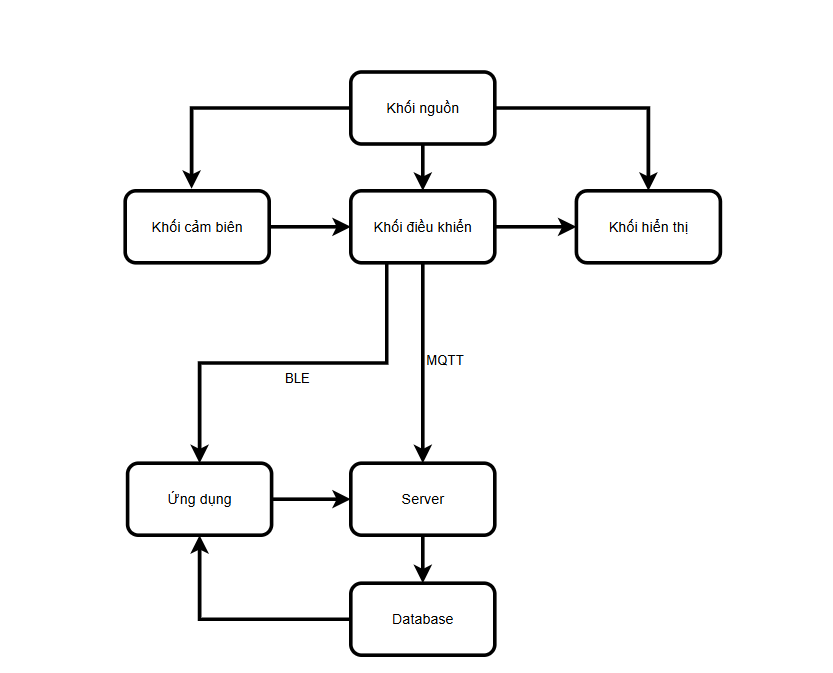 Khối nguồn
Khối cảm biên
Khối điều khiển
Khối hiển thị
MQTT
BLE
Ứng dụng
Server
Database